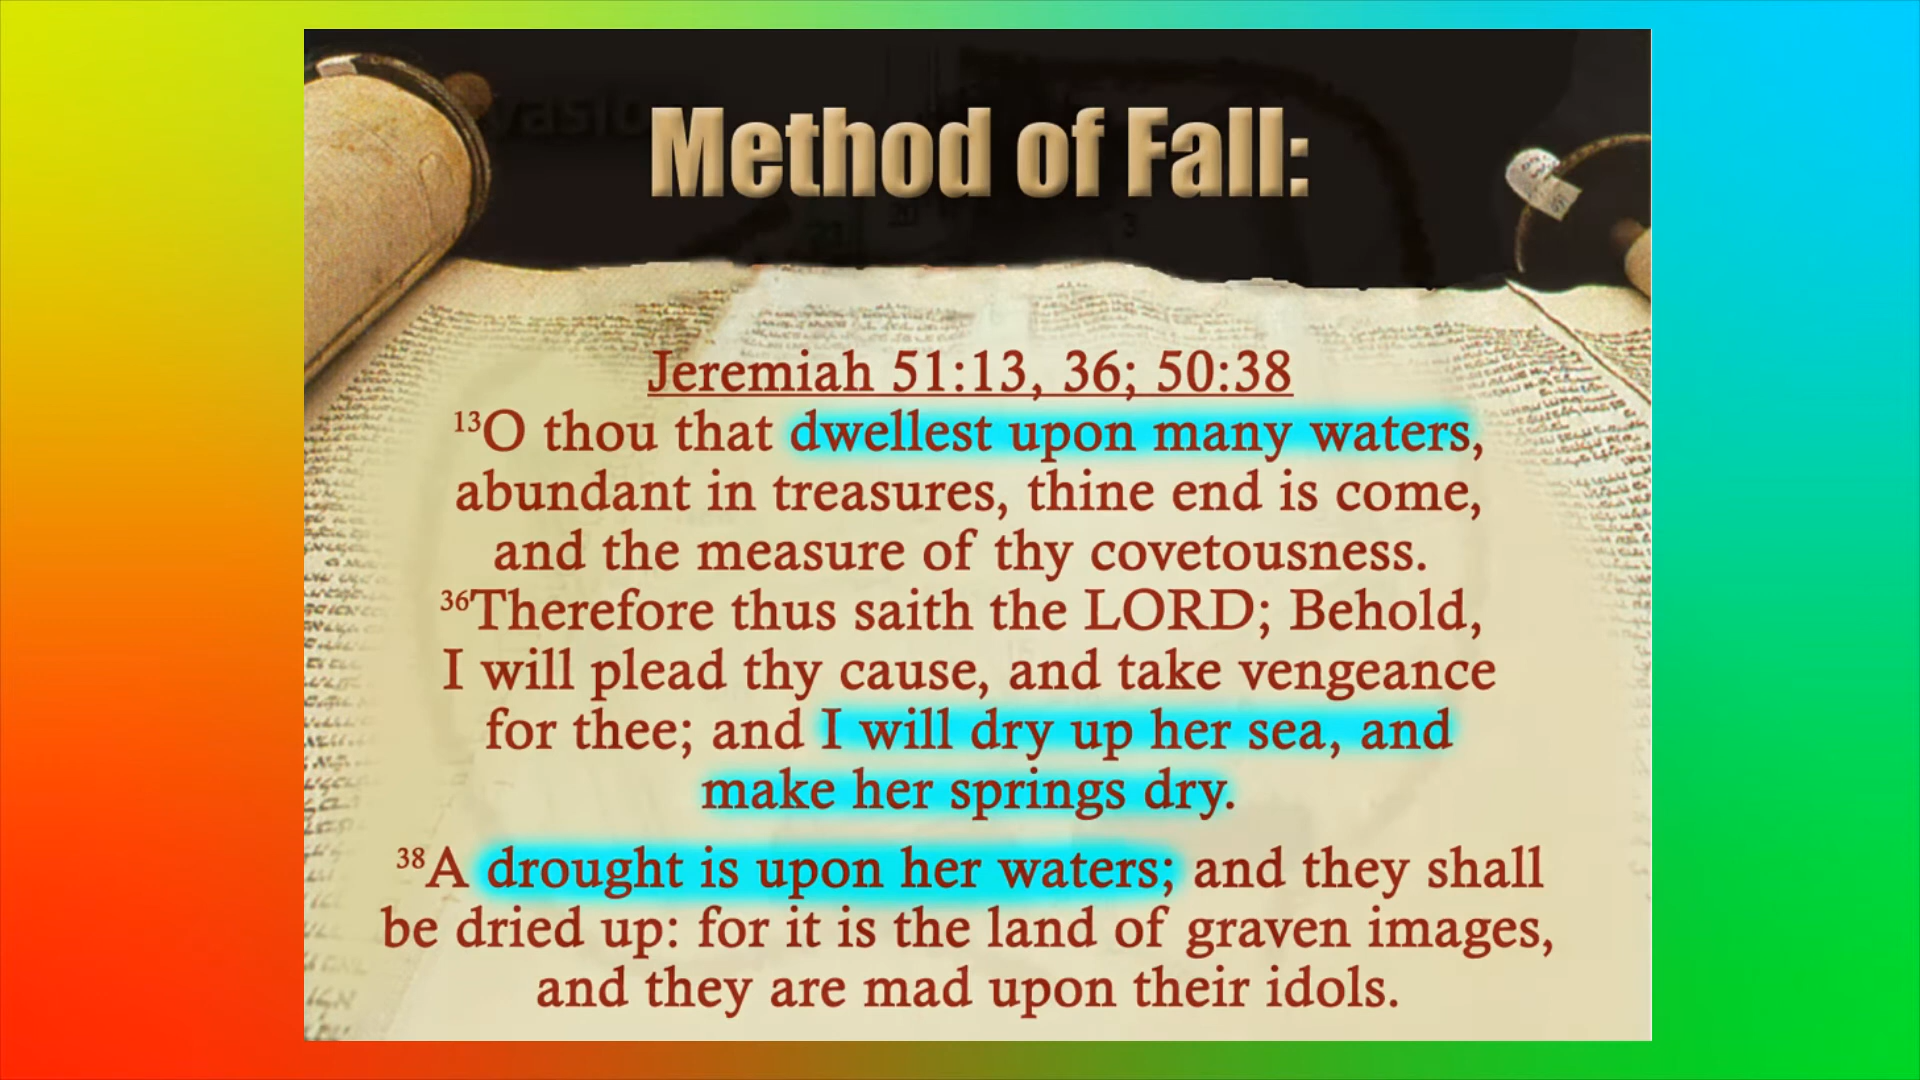 Method of Fall:
Jeremiah 51:13, 36; 50:38
13O thou that dwellest upon many waters,
abundant in treasures, thine end is come,
and the measure of thy covetousness.
36Therefore thus saith the LORD; Behold,
I will plead thy cause, and take vengeance
for thee; and I will dry up her sea, and
make her springs dry.
38A drought is upon her waters; and they shall
be dried up: for it is the land of graven images,
and they are mad upon their idols.